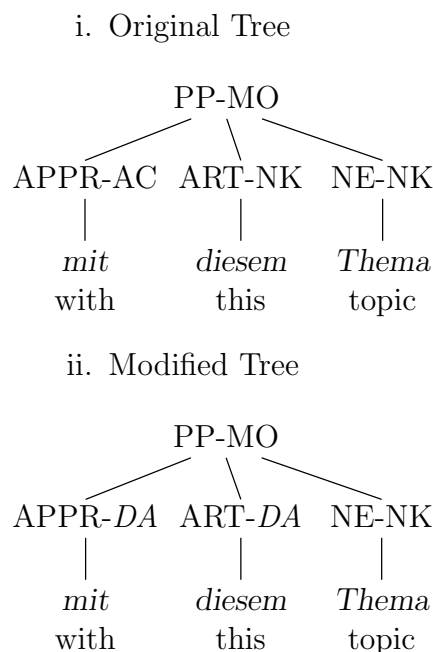 i. Original Tree
PP-MO
APPR-AC ART-NK NE-NK
mit diesem Thema
with this topic
ii. Modified Tree
PP-MO
APPR-DA ART-DA NE-NK
mit diesem Thema
with this topic